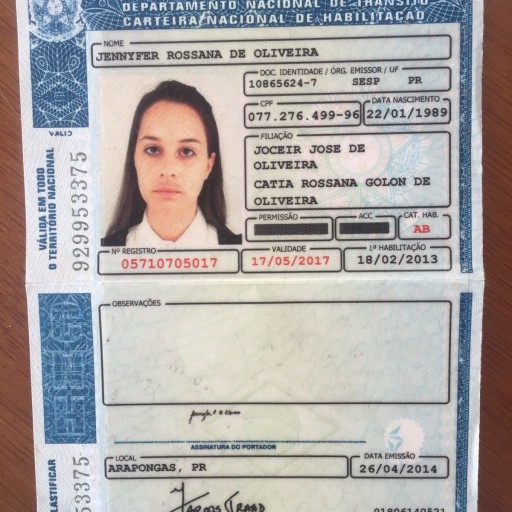 DEPARTAMENTO NACIONAL DE TRÂNSITO
CARTEIRA NACIONAL DE HABILITAÇÃO
NOME
JENNYFER ROSSANA DE OLIVEIRA
DOC. IDENTIDADE / ÓRG. EMISSOR / UF
10865624-7 SESP PR
CPF DATA NASCIMENTO
077.276.499-96 22/01/1989
FILIAÇÃO
JOCEIR JOSE DE
OLIVEIRA
CATIA ROSSANA GOLON DE
OLIVEIRA
PERMISSÃO ACC CAT. HAB.
AB
Nº REGISTRO VALIDADE 1ª HABILITAÇÃO
05710705017 17/05/2017 18/02/2013
VÁLIDA EM TODO
O TERRITÓRIO NACIONAL
929953375
OBSERVAÇÕES
ASSINATURA DO PORTADOR
LOCAL DATA EMISSÃO
ARAPONGAS, PR 26/04/2014
LASTIFICAR
53375